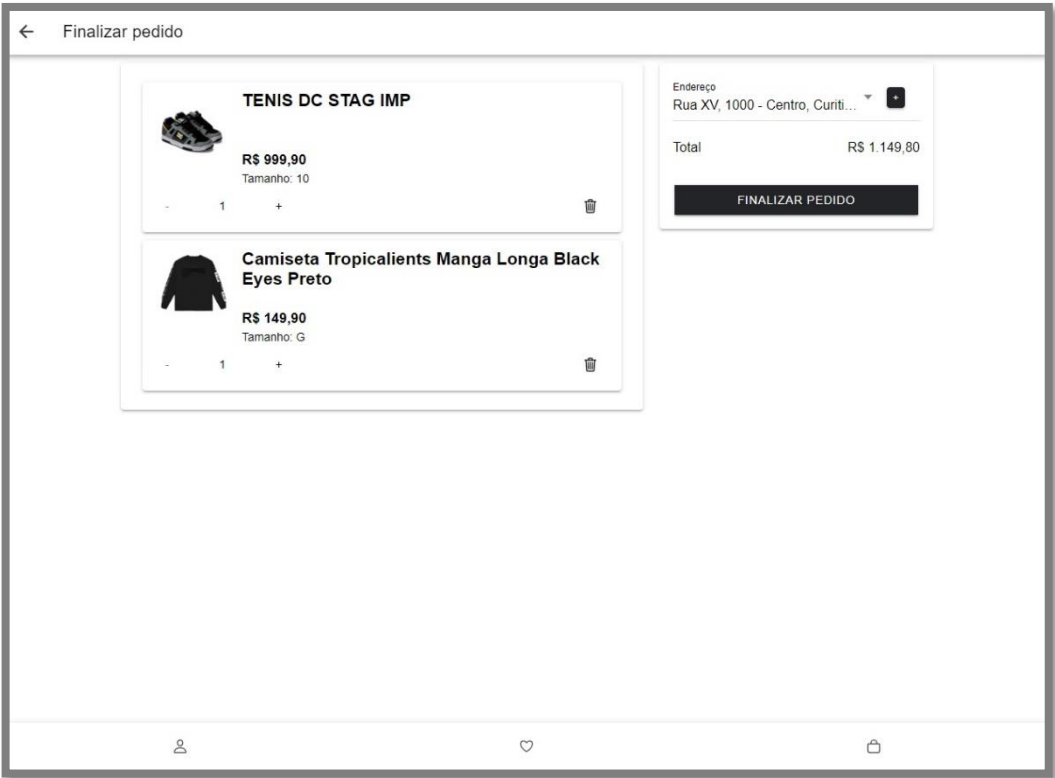 Finalizar pedido
TENIS DC STAG IMP
R$ 999,90
Tamanho: 10
- 1 +
Camiseta Tropicalients Manga Longa Black
Eyes Preto
R$ 149,90
Tamanho: G
- 1 +
Endereço
Rua XV, 1000 - Centro, Curiti...
+
Total R$ 1.149,80
FINALIZAR PEDIDO